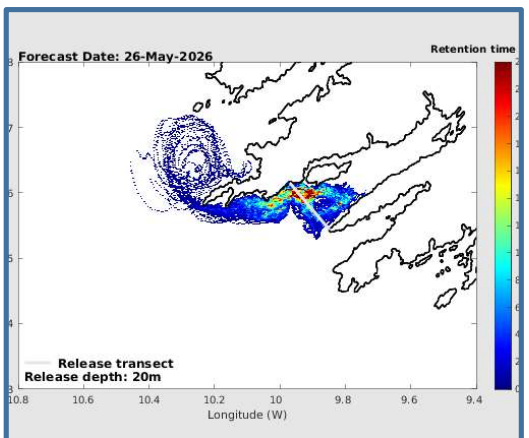 Forecast Date: 26-May-2026
Retention time
Release transect
Release depth: 20m
10.8 10.6 10.4 10.2 10 9.8 9.6 9.4
Longitude (W)